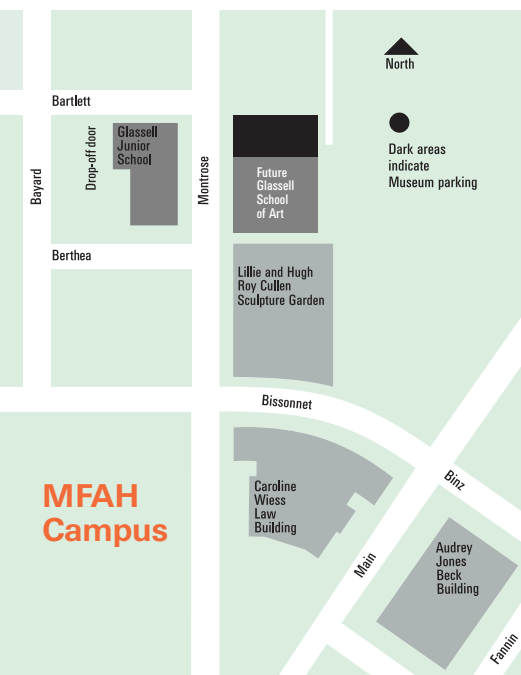 North
Bartlett
Dark areas
indicate
Museum parking
Bayard
Drop-off door
Glassell
Junior
School
Montrose
Future
Glassell
School
of Art
Berthea
Lillie and Hugh
Roy Cullen
Sculpture Garden
Bissonnet
MFAH
Campus
Caroline
Wiess
Law
Building
Binz
Main
Audrey
Jones
Beck
Building
Fannin